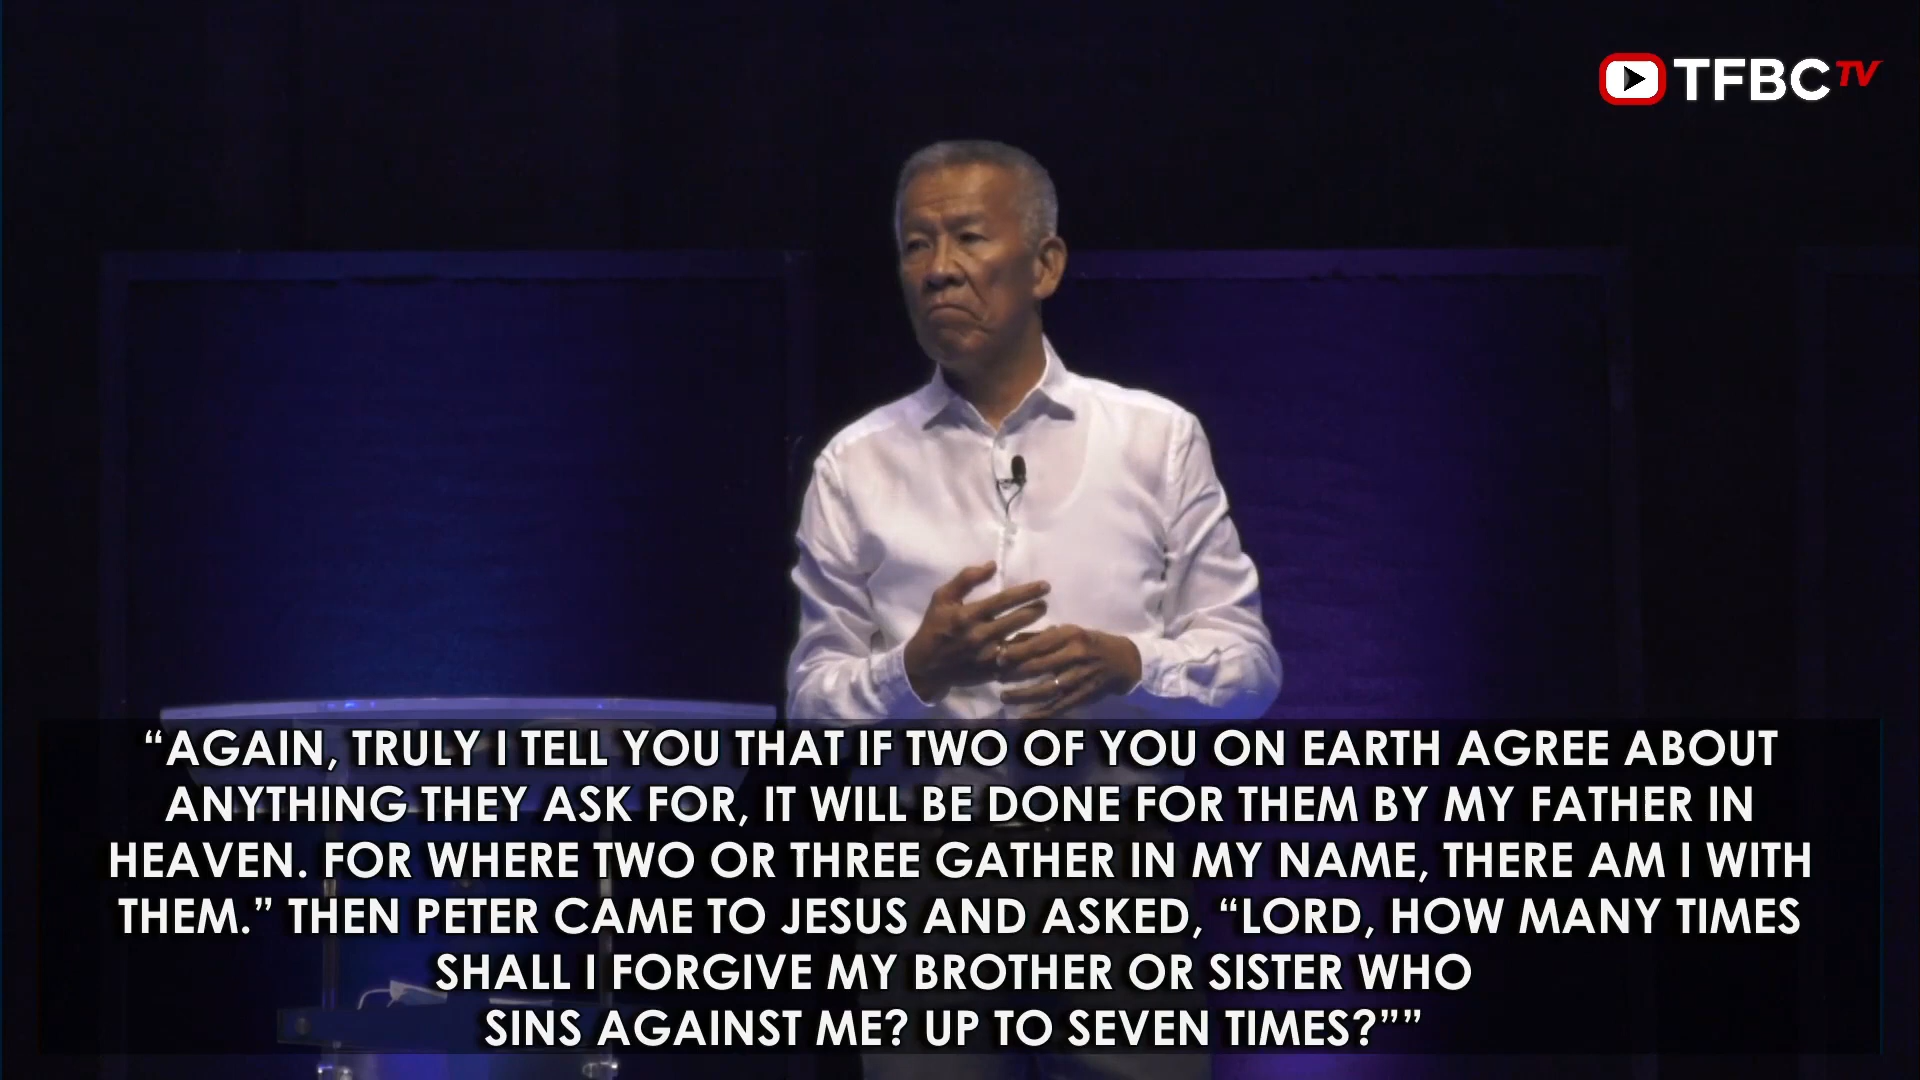 TFBC TV
“AGAIN, TRULY I TELL YOU THAT IF TWO OF YOU ON EARTH AGREE ABOUT
ANYTHING THEY ASK FOR, IT WILL BE DONE FOR THEM BY MY FATHER IN
HEAVEN. FOR WHERE TWO OR THREE GATHER IN MY NAME, THERE AM I WITH
THEM.” THEN PETER CAME TO JESUS AND ASKED, “LORD, HOW MANY TIMES
SHALL I FORGIVE MY BROTHER OR SISTER WHO
SINS AGAINST ME? UP TO SEVEN TIMES?””